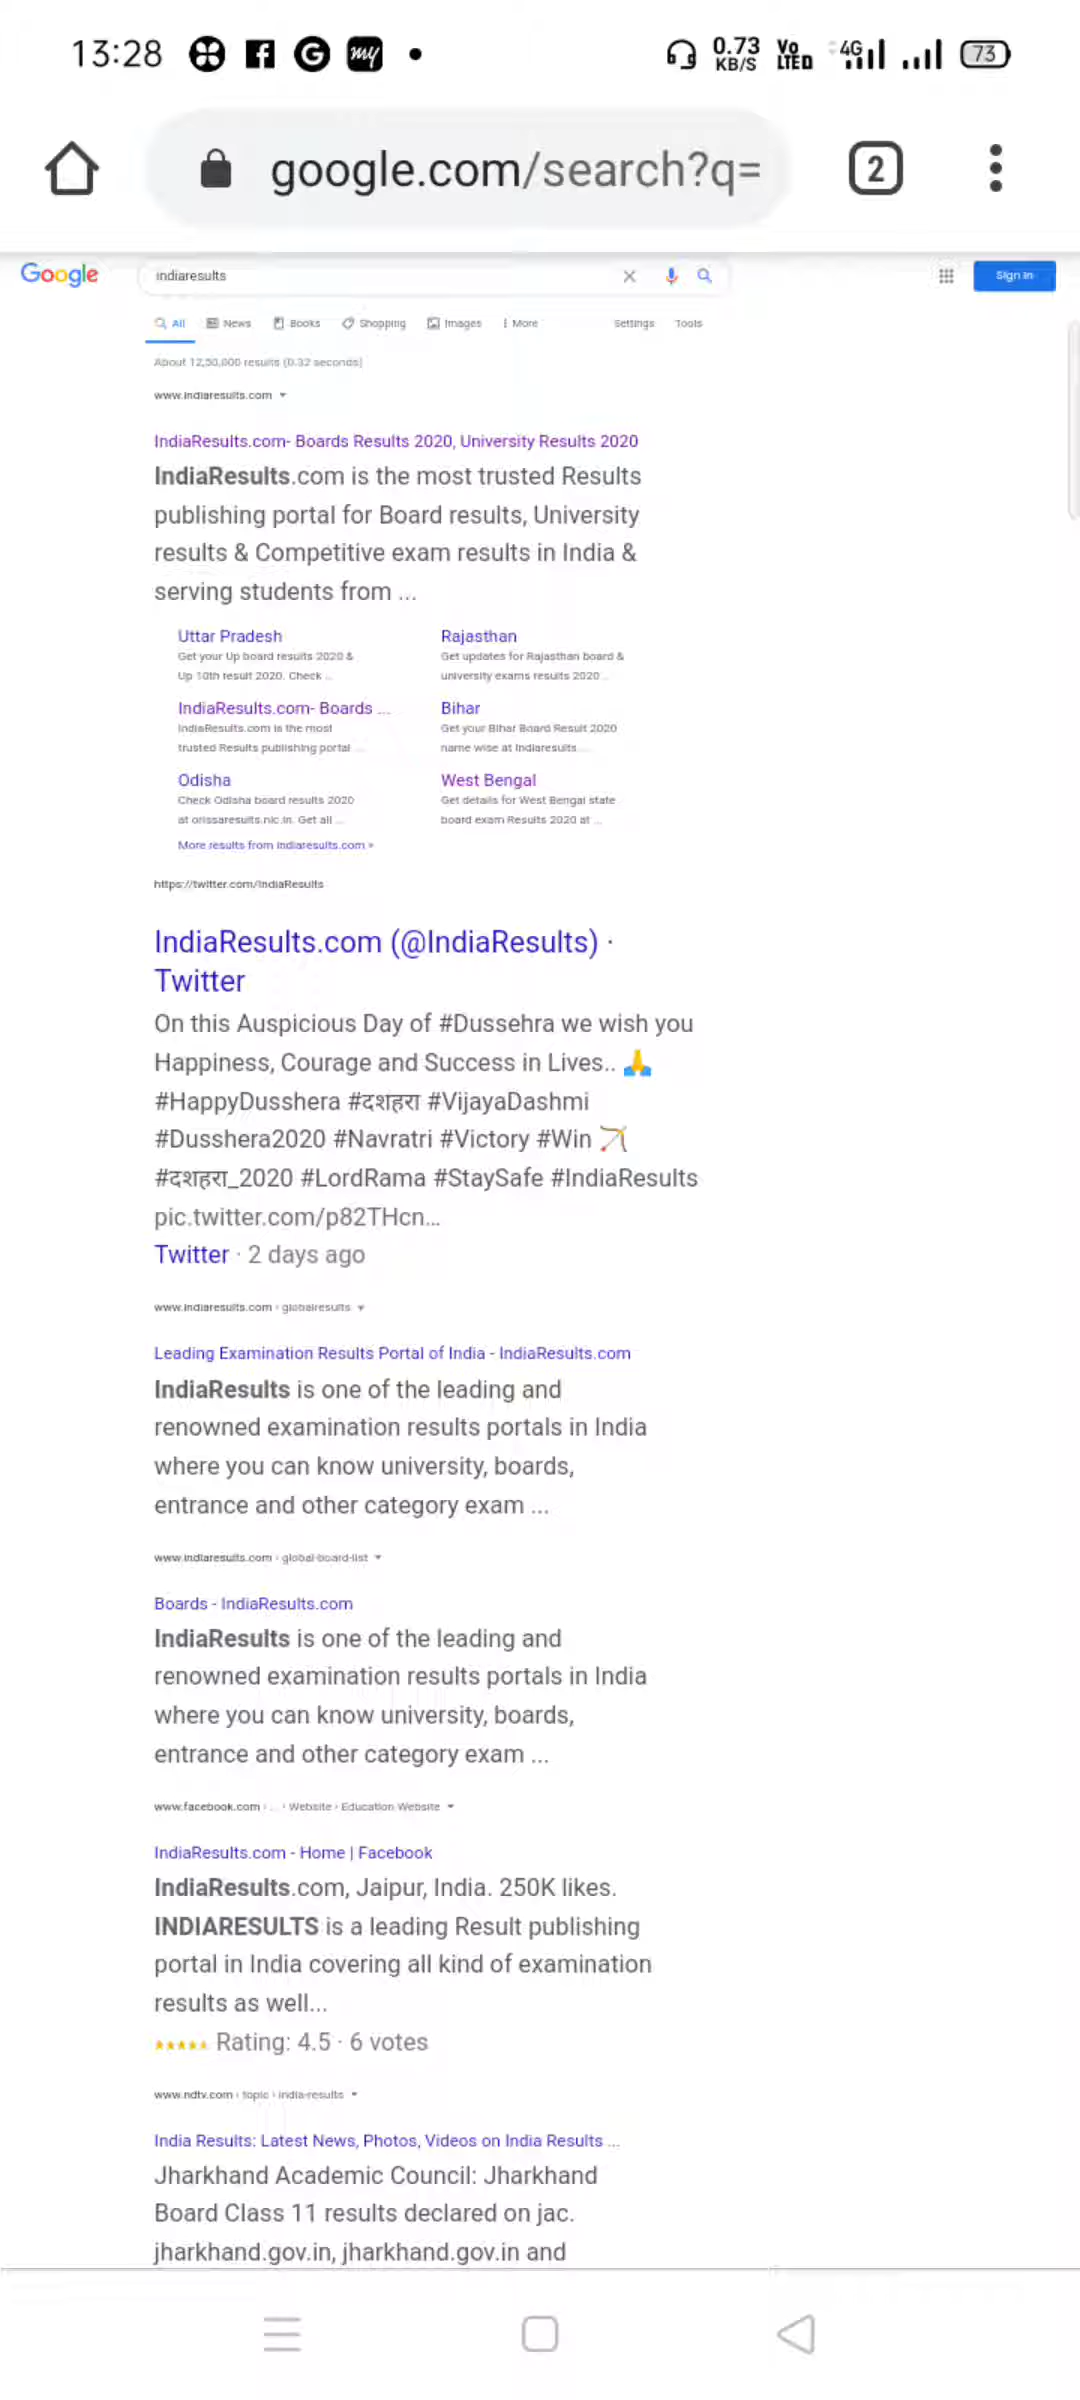 13:28 my 0.73 KB/S Vo LTED 4G 73
google.com/search?q= 2
Google indiaresults Sign in
All News Books Shopping Images More Settings Tools
About 12,50,000 results (0.32 seconds)
www.indiaresults.com
IndiaResults.com- Boards Results 2020, University Results 2020
IndiaResults.com is the most trusted Results
publishing portal for Board results, University
results & Competitive exam results in India &
serving students from ...
Uttar Pradesh
Get your Up board results 2020 &
Up 10th result 2020. Check ...
Rajasthan
Get updates for Rajasthan board &
university exams results 2020 ...
IndiaResults.com- Boards ...
IndiaResults.com is the most
trusted Results publishing portal ...
Bihar
Get your Bihar Board Result 2020
name wise at Indiaresults ...
Odisha
Check Odisha board results 2020
at orissaresults.nic.in. Get all ...
West Bengal
Get details for West Bengal state
board exam Results 2020 at ...
More results from indiaresults.com »
https://twitter.com/IndiaResults
IndiaResults.com (@IndiaResults) ·
Twitter
On this Auspicious Day of #Dussehra we wish you
Happiness, Courage and Success in Lives.. 🙏
#HappyDusshera #दशहरा #VijayaDashmi
#Dusshera2020 #Navratri #Victory #Win 🏹
#दशहरा_2020 #LordRama #StaySafe #IndiaResults
pic.twitter.com/p82THcn…
Twitter · 2 days ago
www.indiaresults.com › globalresults
Leading Examination Results Portal of India - IndiaResults.com
IndiaResults is one of the leading and
renowned examination results portals in India
where you can know university, boards,
entrance and other category exam ...
www.indiaresults.com › global-board-list
Boards - IndiaResults.com
IndiaResults is one of the leading and
renowned examination results portals in India
where you can know university, boards,
entrance and other category exam ...
www.facebook.com › ... › Website › Education Website
IndiaResults.com - Home | Facebook
IndiaResults.com, Jaipur, India. 250K likes.
INDIARESULTS is a leading Result publishing
portal in India covering all kind of examination
results as well...
★★★★★ Rating: 4.5 · 6 votes
www.ndtv.com › topic › india-results
India Results: Latest News, Photos, Videos on India Results ...
Jharkhand Academic Council: Jharkhand
Board Class 11 results declared on jac.
jharkhand.gov.in, jharkhand.gov.in and